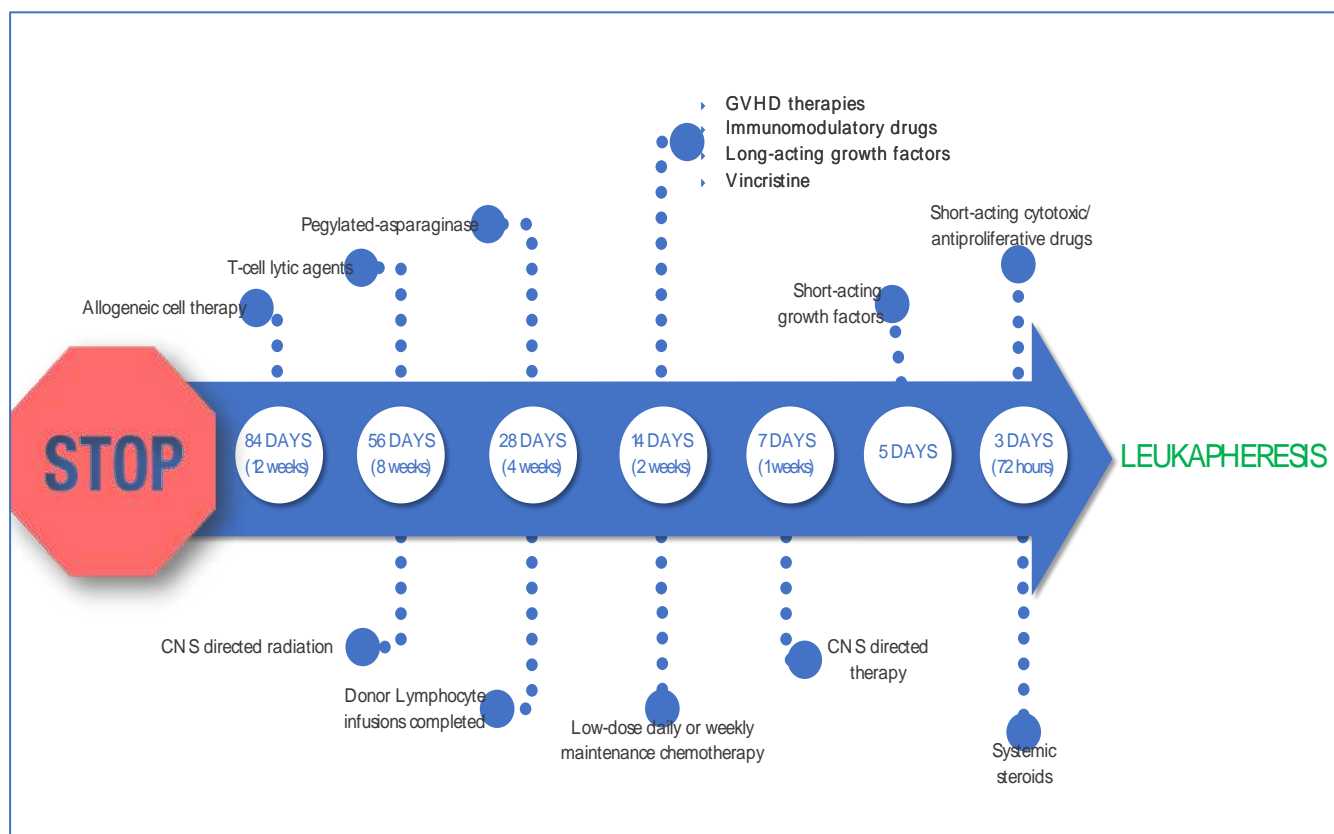 GVHD therapies
Immunomodulatory drugs
Long-acting growth factors
Vincristine
Pegylated-asparaginase
T-cell lytic agents
Allogeneic cell therapy
Short-acting
growth factors
Short-acting cytotoxic/
antiproliferative drugs
STOP
84 DAYS
(12 weeks)
56 DAYS
(8 weeks)
28 DAYS
(4 weeks)
14 DAYS
(2 weeks)
7 DAYS
(1weeks)
5 DAYS
3 DAYS
(72 hours)
LEUKAPHERESIS
CNS directed radiation
Donor Lymphocyte
infusions completed
Low-dose daily or weekly
maintenance chemotherapy
CNS directed
therapy
Systemic
steroids